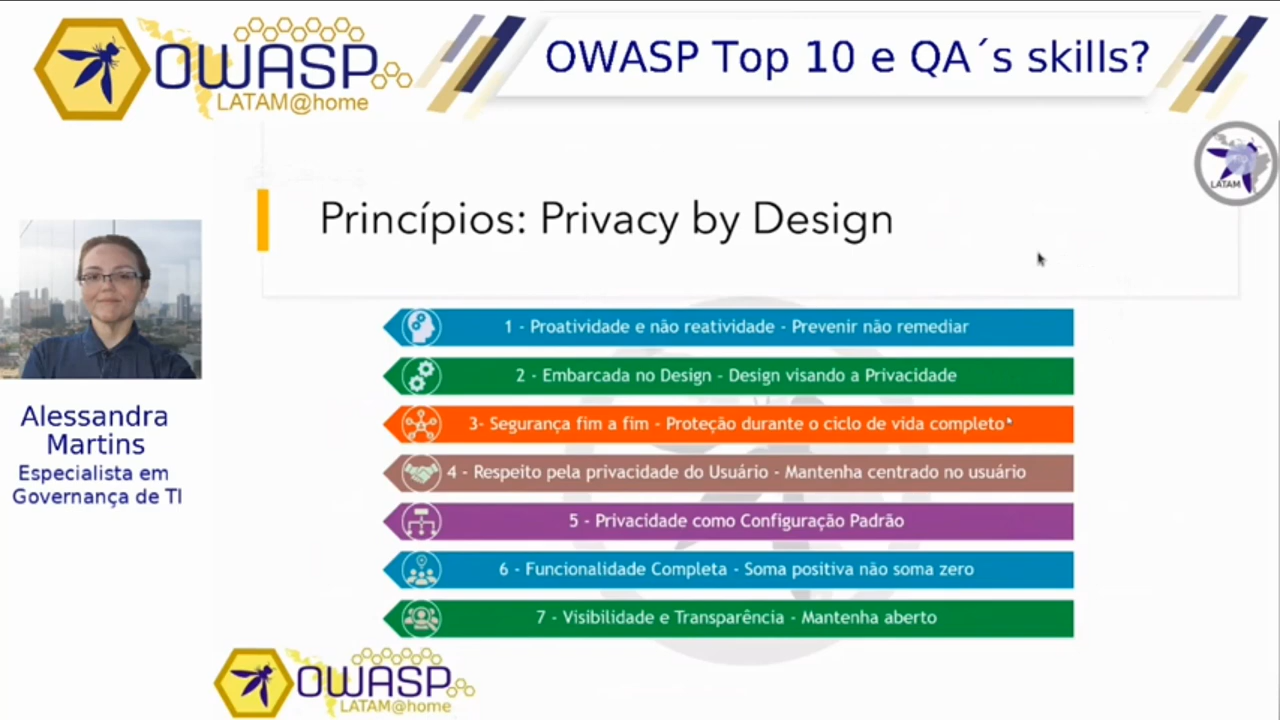 OWASP
LATAM@home
OWASP Top 10 e QA´s skills?
LATAM
Princípios: Privacy by Design
Alessandra
Martins
Especialista em
Governança de TI
1 - Proatividade e não reatividade - Prevenir não remediar
2 - Embarcada no Design - Design visando a Privacidade
3- Segurança fim a fim - Proteção durante o ciclo de vida completo
4 - Respeito pela privacidade do Usuário - Mantenha centrado no usuário
5 - Privacidade como Configuração Padrão
6 - Funcionalidade Completa - Soma positiva não soma zero
7 - Visibilidade e Transparência - Mantenha aberto
OWASP
LATAM@home